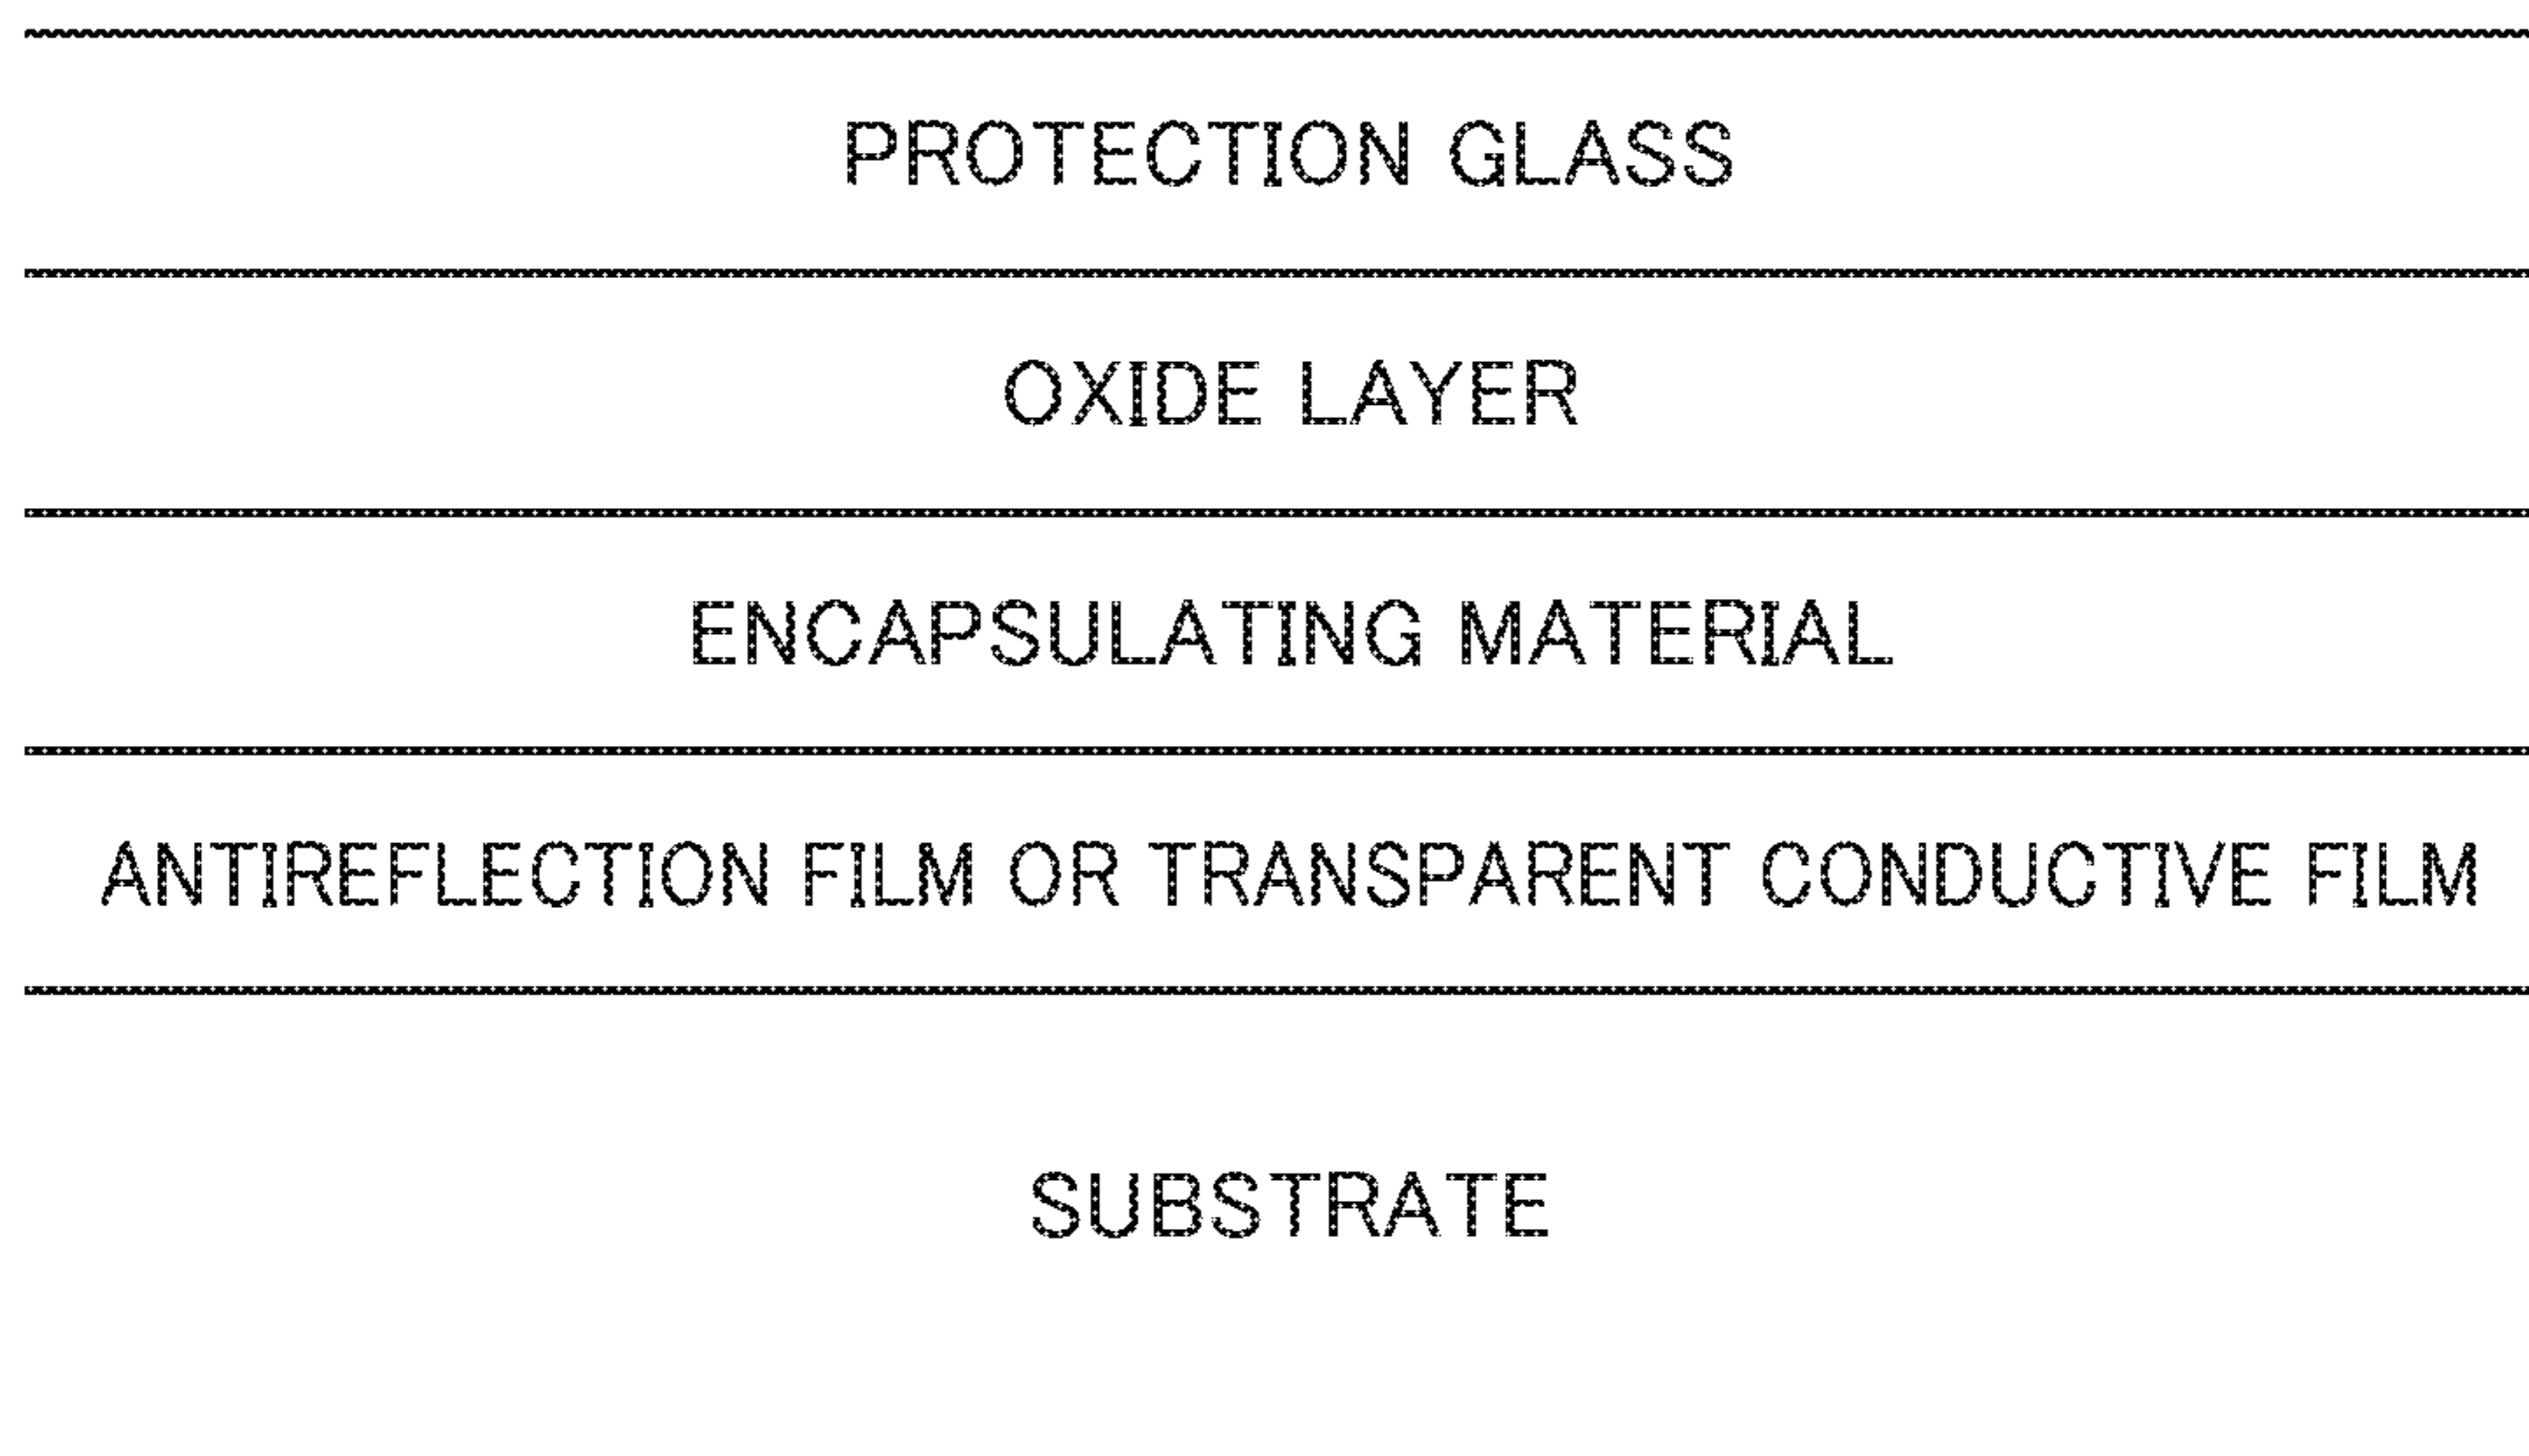 PROTECTION GLASS
OXIDE LAYER
ENCAPSULATING MATERIAL
ANTIREFLECTION FILM OR TRANSPARENT CONDUCTIVE FILM
SUBSTRATE